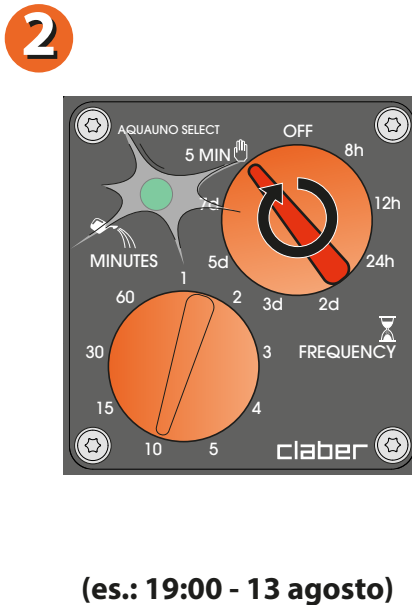 2
AQUAUNO SELECT
OFF
5 MIN
8h
7d
12h
MINUTES
5d
24h
1
60
2
3d
2d
30
3
FREQUENCY
15
4
10
5
claber
(es.: 19:00 - 13 agosto)